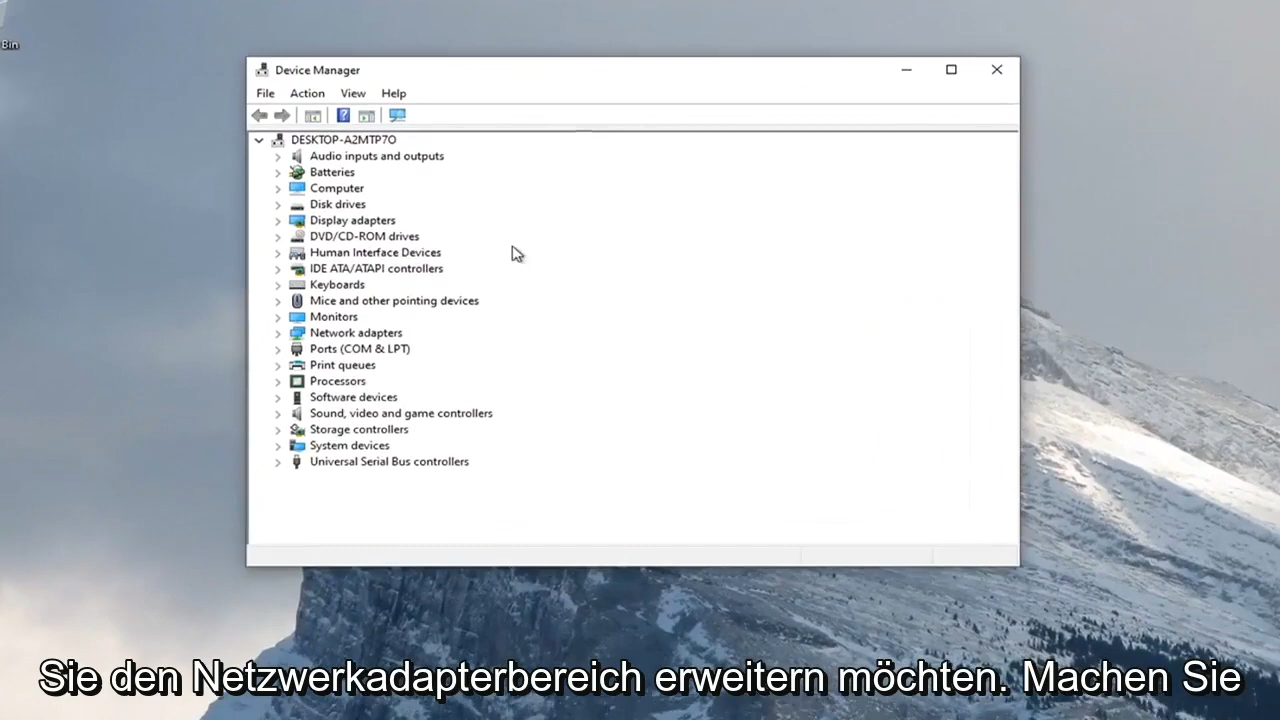 Bin
Device Manager
File Action View Help
DESKTOP-A2MTP7O
Audio inputs and outputs
Batteries
Computer
Disk drives
Display adapters
DVD/CD-ROM drives
Human Interface Devices
IDE ATA/ATAPI controllers
Keyboards
Mice and other pointing devices
Monitors
Network adapters
Ports (COM & LPT)
Print queues
Processors
Software devices
Sound, video and game controllers
Storage controllers
System devices
Universal Serial Bus controllers
Sie den Netzwerkadapterbereich erweitern möchten. Machen Sie